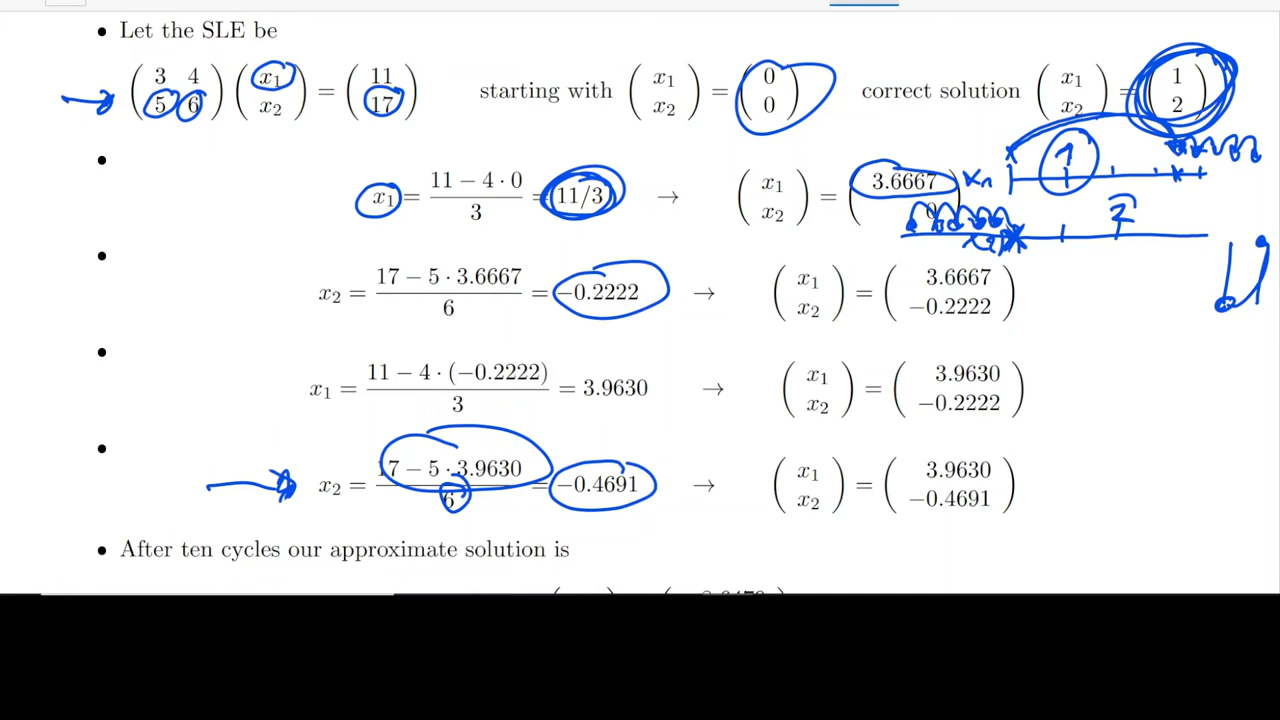 • Let the SLE be
( 3 4 ; 5 6 ) ( x₁ ; x₂ ) = ( 11 ; 17 ) starting with ( x₁ ; x₂ ) = ( 0 ; 0 ) correct solution ( x₁ ; x₂ ) = ( 1 ; 2 )
•
x₁ = (11 − 4 · 0)/3 = 11/3 → ( x₁ ; x₂ ) = ( 3.6667 ; 0 )
1
x₁
2
•
x₂ = (17 − 5 · 3.6667)/6 = −0.2222 → ( x₁ ; x₂ ) = ( 3.6667 ; −0.2222 )
•
x₁ = (11 − 4 · (−0.2222))/3 = 3.9630 → ( x₁ ; x₂ ) = ( 3.9630 ; −0.2222 )
•
x₂ = (17 − 5 · 3.9630)/6 = −0.4691 → ( x₁ ; x₂ ) = ( 3.9630 ; −0.4691 )
• After ten cycles our approximate solution is